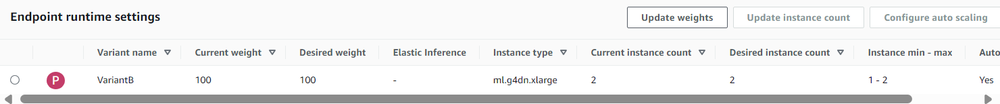 Endpoint runtime settings Update weights Update instance count Configure auto scaling
Variant name Current weight Desired weight Elastic Inference Instance type Current instance count Desired instance count Instance min - max Auto
P VariantB 100 100 - ml.g4dn.xlarge 2 2 1 - 2 Yes